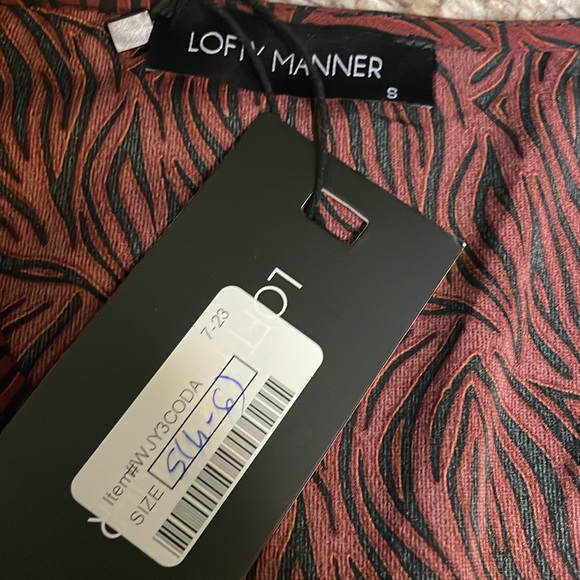 LOFTY MANNER
S
7-23
Item#WJY3CODA
SIZE S(4-6)